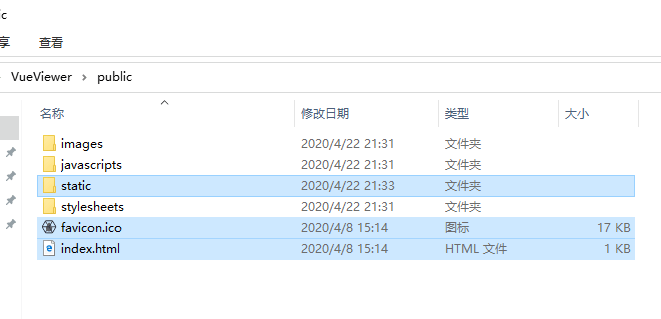 ic
享 查看
VueViewer › public
名称 修改日期 类型 大小
images 2020/4/22 21:31 文件夹
javascripts 2020/4/22 21:31 文件夹
static 2020/4/22 21:33 文件夹
stylesheets 2020/4/22 21:31 文件夹
favicon.ico 2020/4/8 15:14 图标 17 KB
index.html 2020/4/8 15:14 HTML 文件 1 KB